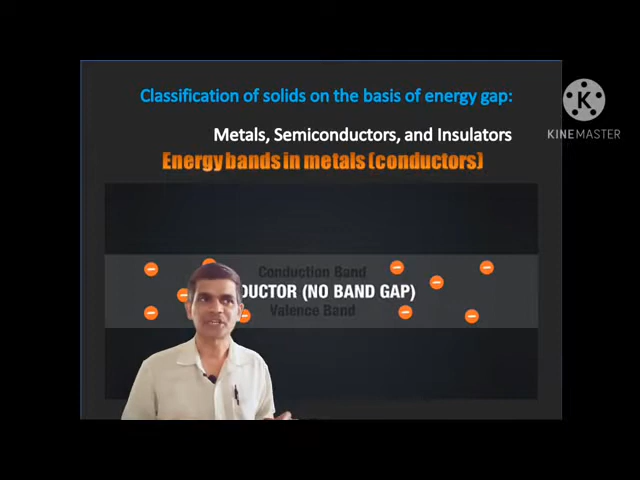 Classification of solids on the basis of energy gap:
K
KINEMASTER
Metals, Semiconductors, and Insulators
Energy bands in metals (conductors)
Conduction Band
DUCTOR (NO BAND GAP)
Valence Band